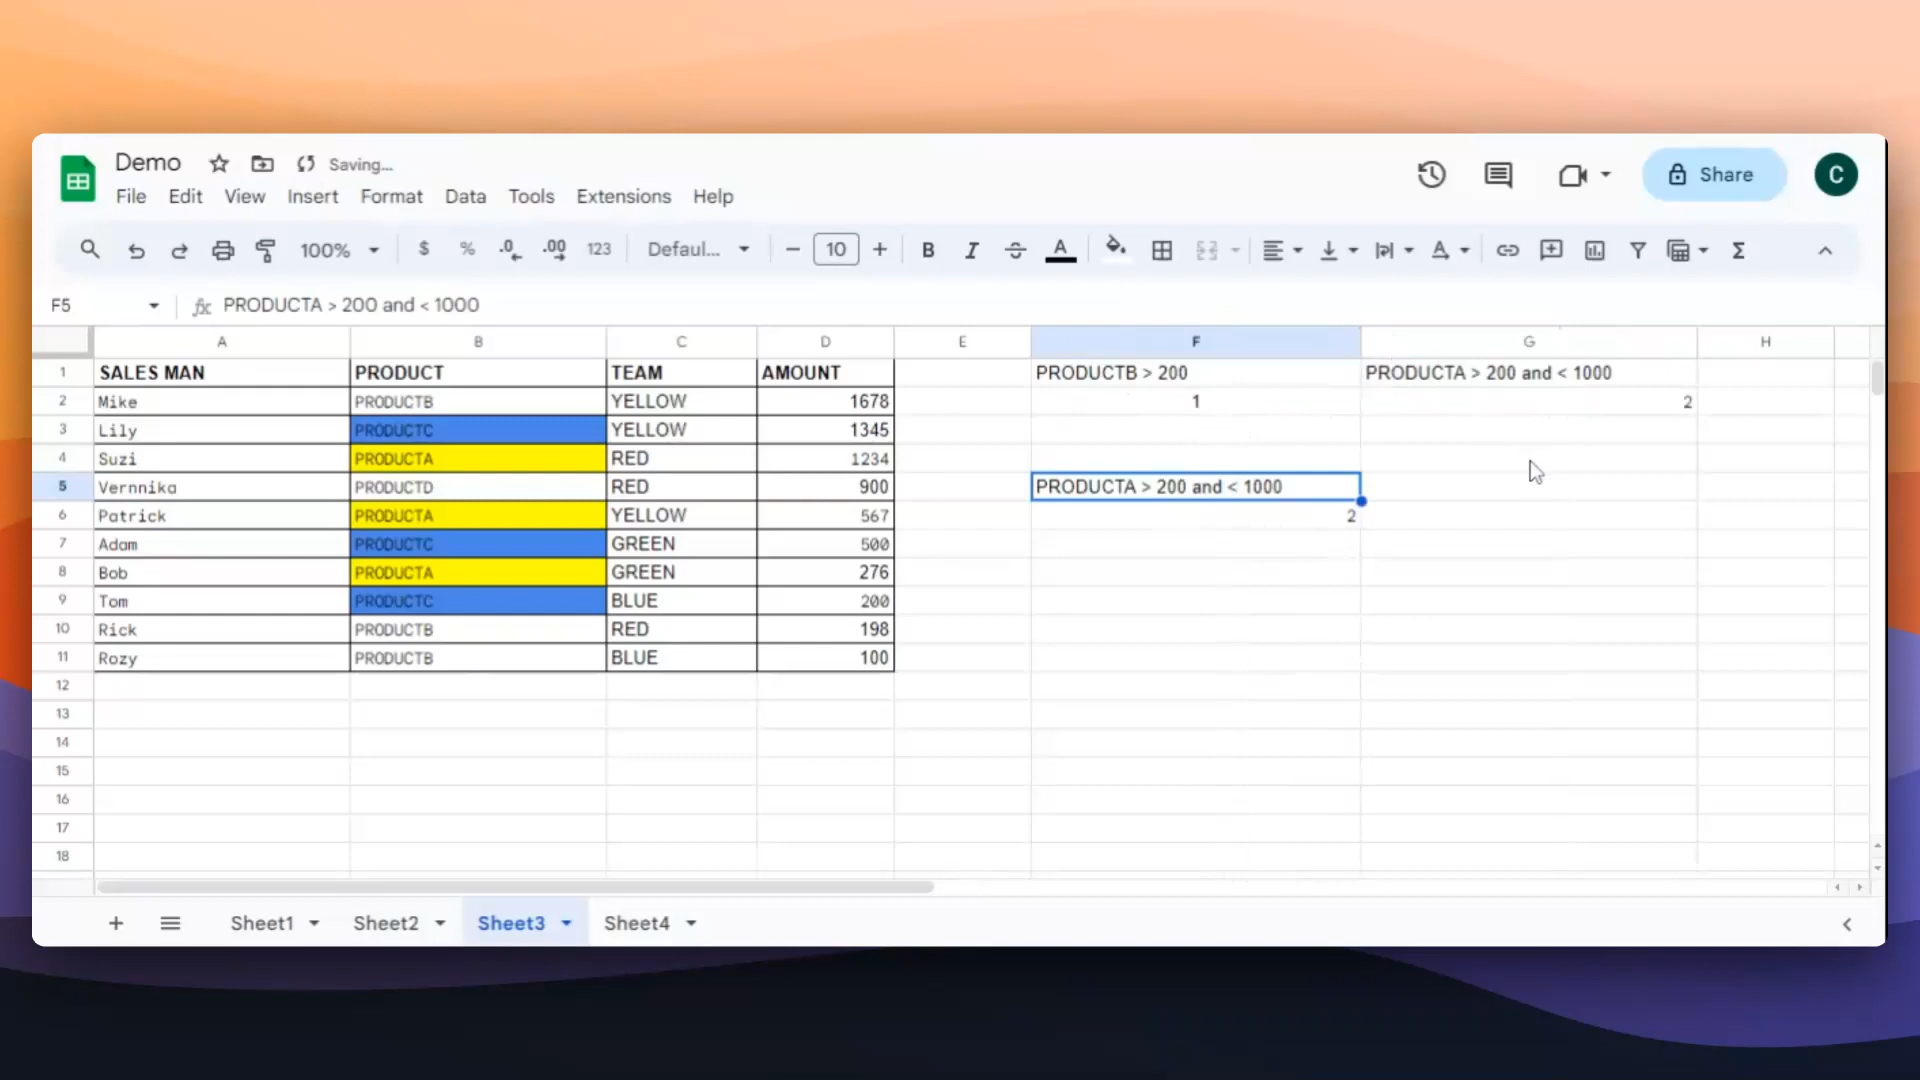 Demo Saving...
File Edit View Insert Format Data Tools Extensions Help
Share C
100% $ % .0 .00 123 Defaul... 10 B I A A Σ
F5 fx PRODUCTA > 200 and < 1000
A B C D E F G H
1 SALES MAN PRODUCT TEAM AMOUNT PRODUCTB > 200 PRODUCTA > 200 and < 1000
2 Mike PRODUCTB YELLOW 1678 1 2
3 Lily PRODUCTC YELLOW 1345
4 Suzi PRODUCTA RED 1234
5 Vernnika PRODUCTD RED 900 PRODUCTA > 200 and < 1000
6 Patrick PRODUCTA YELLOW 567 2
7 Adam PRODUCTC GREEN 500
8 Bob PRODUCTA GREEN 276
9 Tom PRODUCTC BLUE 200
10 Rick PRODUCTB RED 198
11 Rozy PRODUCTB BLUE 100
12
13
14
15
16
17
18
Sheet1 Sheet2 Sheet3 Sheet4